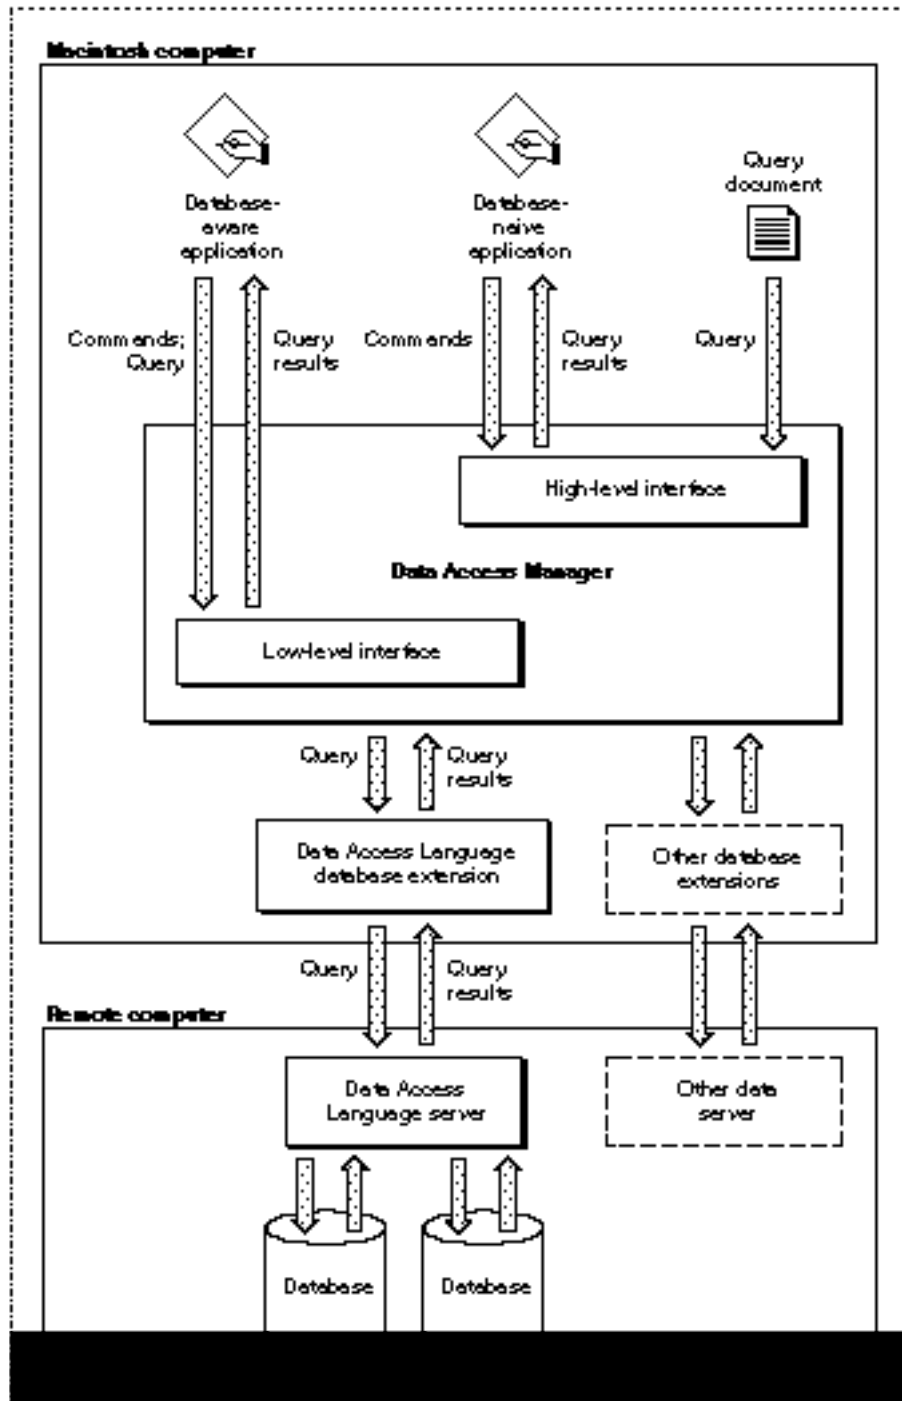 Macintosh computer
Database-
aware
application
Database-
naive
application
Query
document
Commands;
Query
Query
results
Commands
Query
results
Query
High-level interface
Data Access Manager
Low-level interface
Query
Query
results
Data Access Language
database extension
Other database
extensions
Query
Query
results
Remote computer
Data Access
Language server
Other data
server
Database
Database